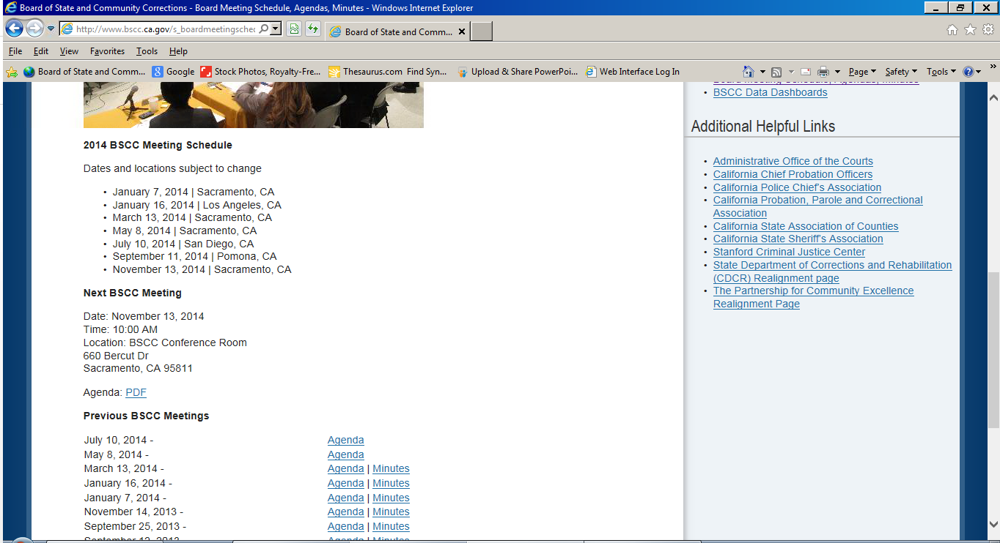 Board of State and Community Corrections - Board Meeting Schedule, Agendas, Minutes - Windows Internet Explorer
http://www.bscc.ca.gov/s_boardmeetingschec
Board of State and Comm...
File Edit View Favorites Tools Help
Board of State and Comm... Google Stock Photos, Royalty-Fre... Thesaurus.com Find Syn... Upload & Share PowerPoi... Web Interface Log In Page Safety Tools
2014 BSCC Meeting Schedule
Dates and locations subject to change
• January 7, 2014 | Sacramento, CA
• January 16, 2014 | Los Angeles, CA
• March 13, 2014 | Sacramento, CA
• May 8, 2014 | Sacramento, CA
• July 10, 2014 | San Diego, CA
• September 11, 2014 | Pomona, CA
• November 13, 2014 | Sacramento, CA
Next BSCC Meeting
Date: November 13, 2014
Time: 10:00 AM
Location: BSCC Conference Room
660 Bercut Dr
Sacramento, CA 95811
Agenda: PDF
Previous BSCC Meetings
July 10, 2014 - Agenda
May 8, 2014 - Agenda
March 13, 2014 - Agenda | Minutes
January 16, 2014 - Agenda | Minutes
January 7, 2014 - Agenda | Minutes
November 14, 2013 - Agenda | Minutes
September 25, 2013 - Agenda | Minutes
Board Meeting Schedule, Agendas, Minutes
• BSCC Data Dashboards
Additional Helpful Links
• Administrative Office of the Courts
• California Chief Probation Officers
• California Police Chief's Association
• California Probation, Parole and Correctional
Association
• California State Association of Counties
• California State Sheriff's Association
• Stanford Criminal Justice Center
• State Department of Corrections and Rehabilitation
(CDCR) Realignment page
• The Partnership for Community Excellence
Realignment Page